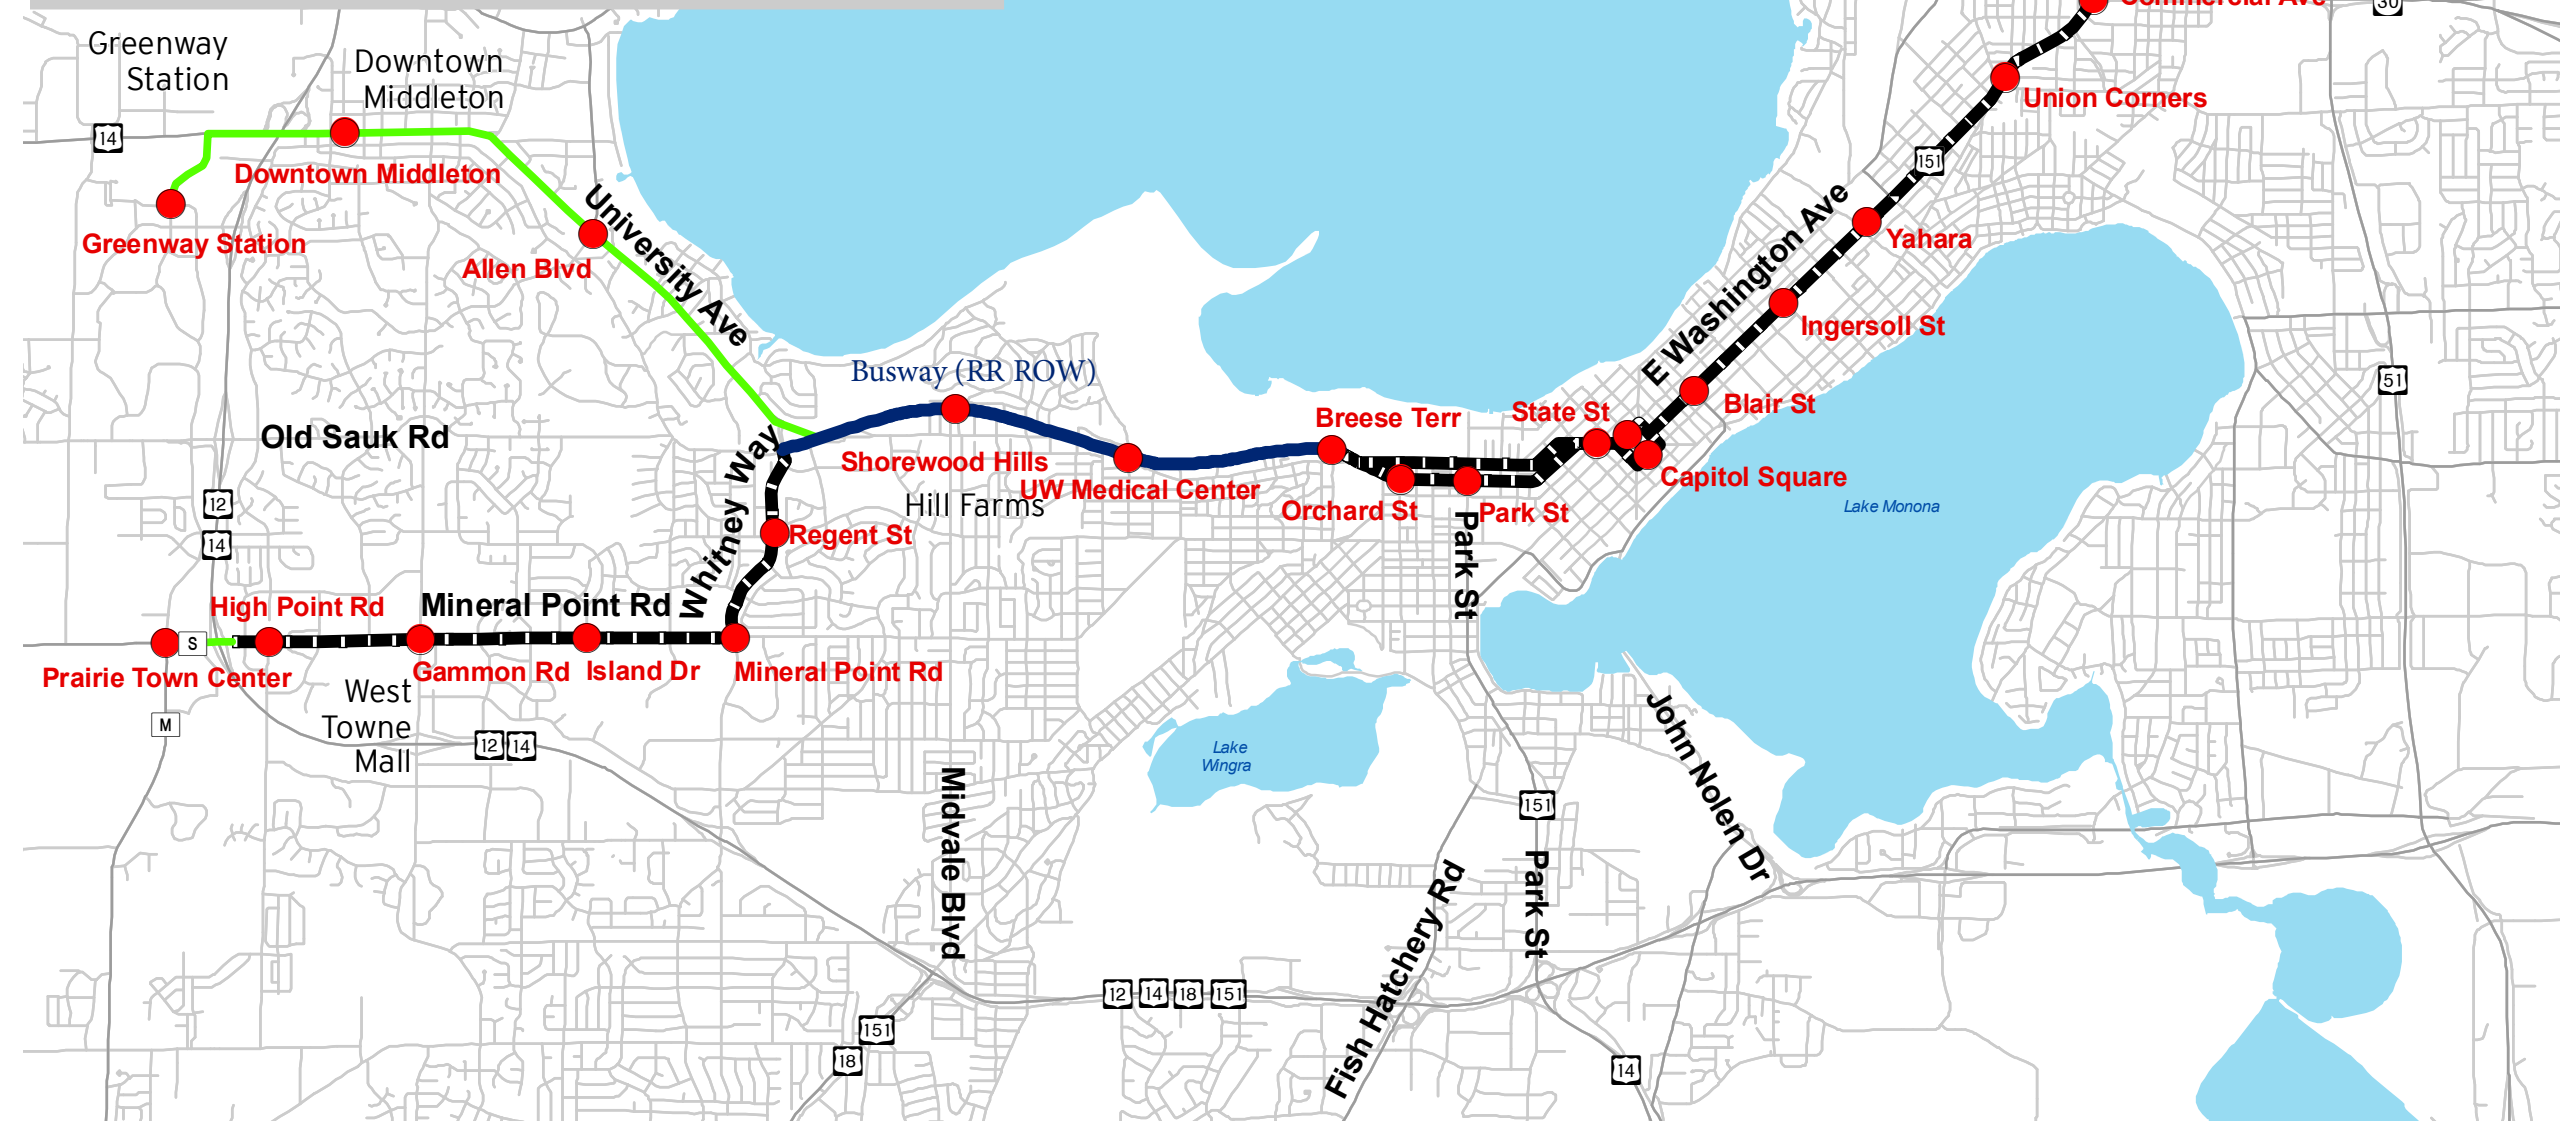 Commercial Ave
30
Greenway
Station
Downtown
Middleton
14
Union Corners
151
Downtown Middleton
Greenway Station
Allen Blvd
University Ave
E Washington Ave
Yahara
Ingersoll St
Busway (RR ROW)
51
Breese Terr
State St
Blair St
Old Sauk Rd
Whitney Way
Shorewood Hills
UW Medical Center
Hill Farms
Capitol Square
Orchard St
Park St
Lake Monona
12
14
Regent St
Park St
High Point Rd
Mineral Point Rd
S
Prairie Town Center
Gammon Rd
Island Dr
Mineral Point Rd
West
Towne
Mall
M
12
14
Lake
Wingra
John Nolen Dr
Midvale Blvd
151
Park St
Fish Hatchery Rd
12
14
18
151
151
18
14